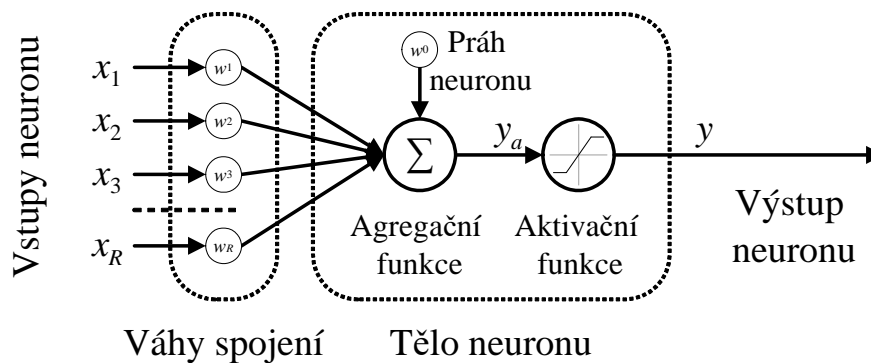 Vstupy neuronu
x1
x2
x3
xR
w1
w2
w3
wR
w0
Práh
neuronu
Σ
ya
y
Agregační
funkce
Aktivační
funkce
Výstup
neuronu
Váhy spojení
Tělo neuronu